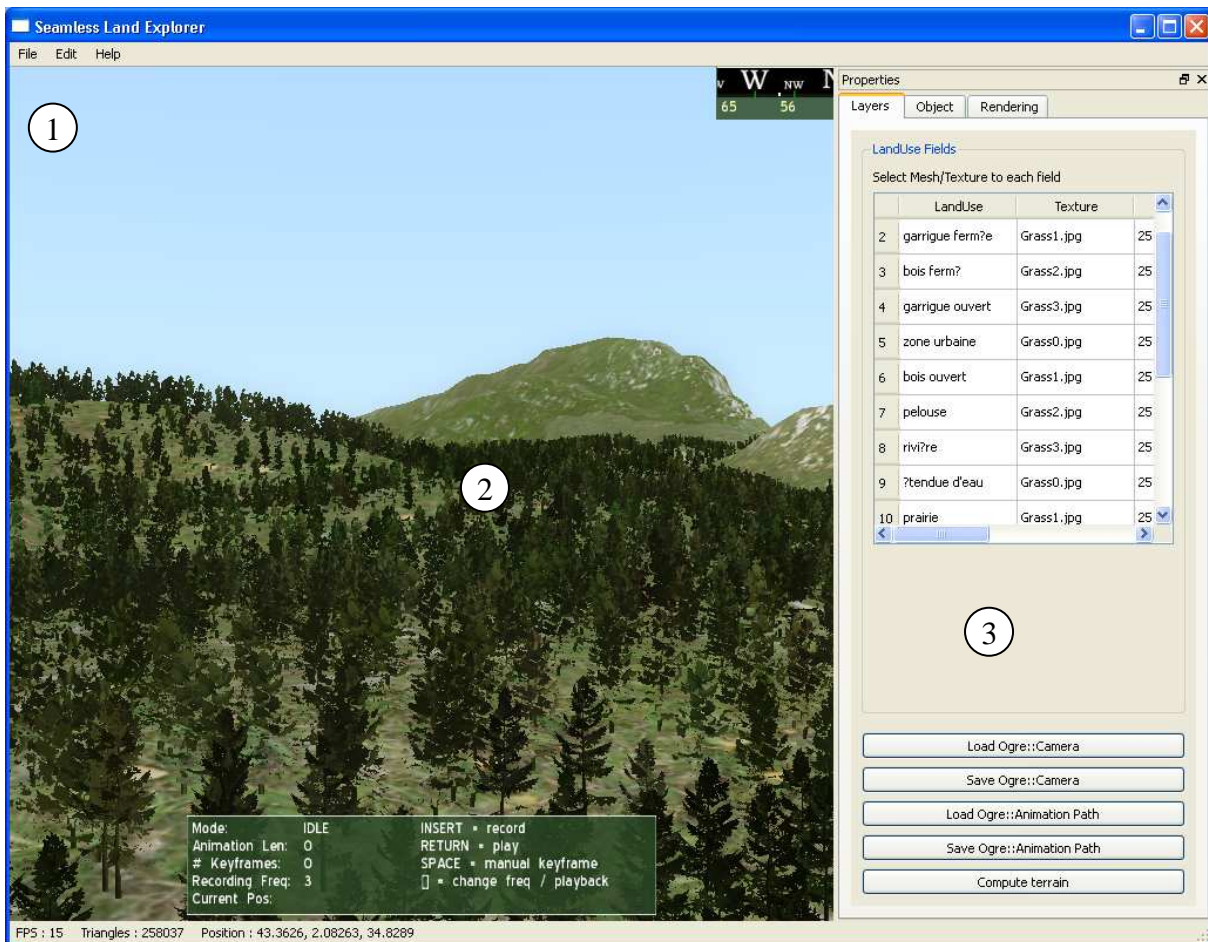 Seamless Land Explorer
File Edit Help
1
W NW N
65 56
2
Mode: IDLE INSERT = record
Animation Len: 0 RETURN = play
# Keyframes: 0 SPACE = manual keyframe
Recording Freq: 3 [] = change freq / playback
Current Pos:
Properties
Layers Object Rendering
LandUse Fields
Select Mesh/Texture to each field
LandUse Texture
2 garrigue ferm?e Grass1.jpg 25
3 bois ferm? Grass2.jpg 25
4 garrigue ouvert Grass3.jpg 25
5 zone urbaine Grass0.jpg 25
6 bois ouvert Grass1.jpg 25
7 pelouse Grass2.jpg 25
8 rivi?re Grass3.jpg 25
9 ?tendue d'eau Grass0.jpg 25
10 prairie Grass1.jpg 25
3
Load Ogre::Camera
Save Ogre::Camera
Load Ogre::Animation Path
Save Ogre::Animation Path
Compute terrain
FPS : 15 Triangles : 258037 Position : 43.3626, 2.08263, 34.8289